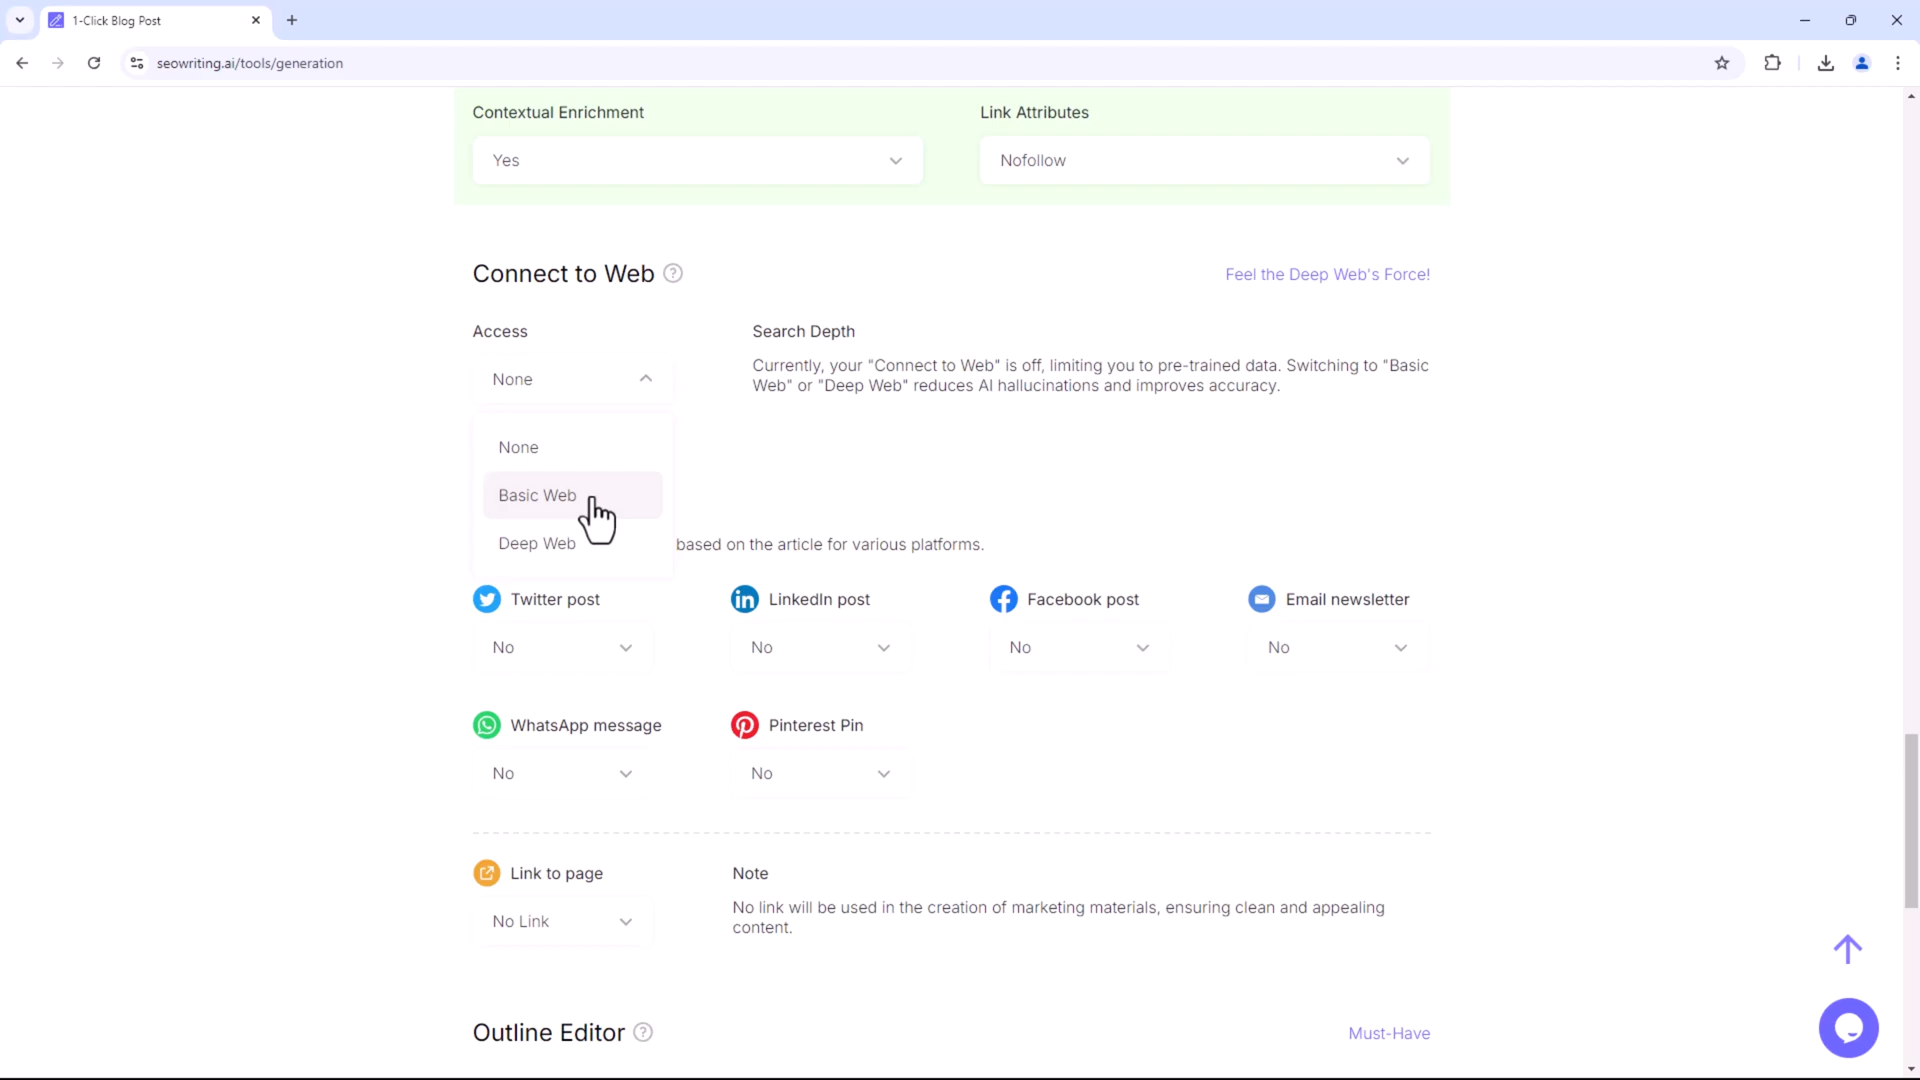 1-Click Blog Post
seowriting.ai/tools/generation
Contextual Enrichment
Link Attributes
Yes
Nofollow
Connect to Web
Feel the Deep Web's Force!
Access
Search Depth
None
Currently, your "Connect to Web" is off, limiting you to pre-trained data. Switching to "Basic
Web" or "Deep Web" reduces AI hallucinations and improves accuracy.
None
Basic Web
Deep Web
based on the article for various platforms.
Twitter post
LinkedIn post
Facebook post
Email newsletter
No
No
No
No
WhatsApp message
Pinterest Pin
No
No
Link to page
Note
No Link
No link will be used in the creation of marketing materials, ensuring clean and appealing
content.
Outline Editor
Must-Have